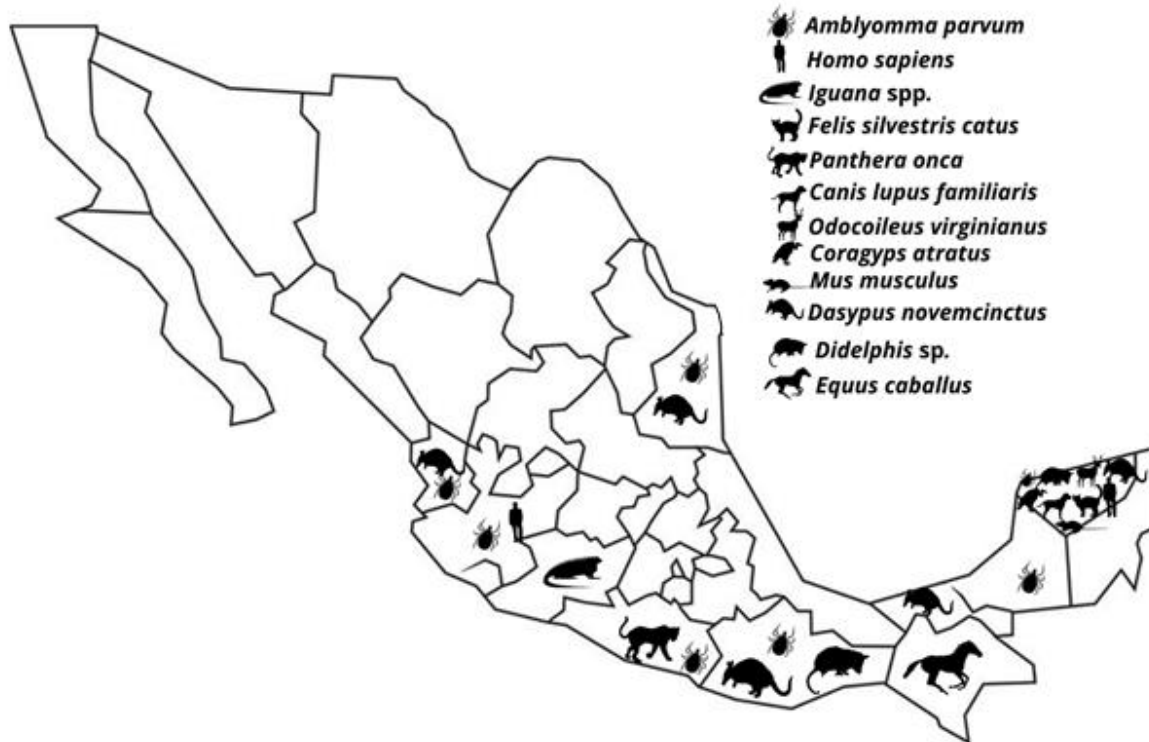 Amblyomma parvum
Homo sapiens
Iguana spp.
Felis silvestris catus
Panthera onca
Canis lupus familiaris
Odocoileus virginianus
Coragyps atratus
Mus musculus
Dasypus novemcinctus
Didelphis sp.
Equus caballus